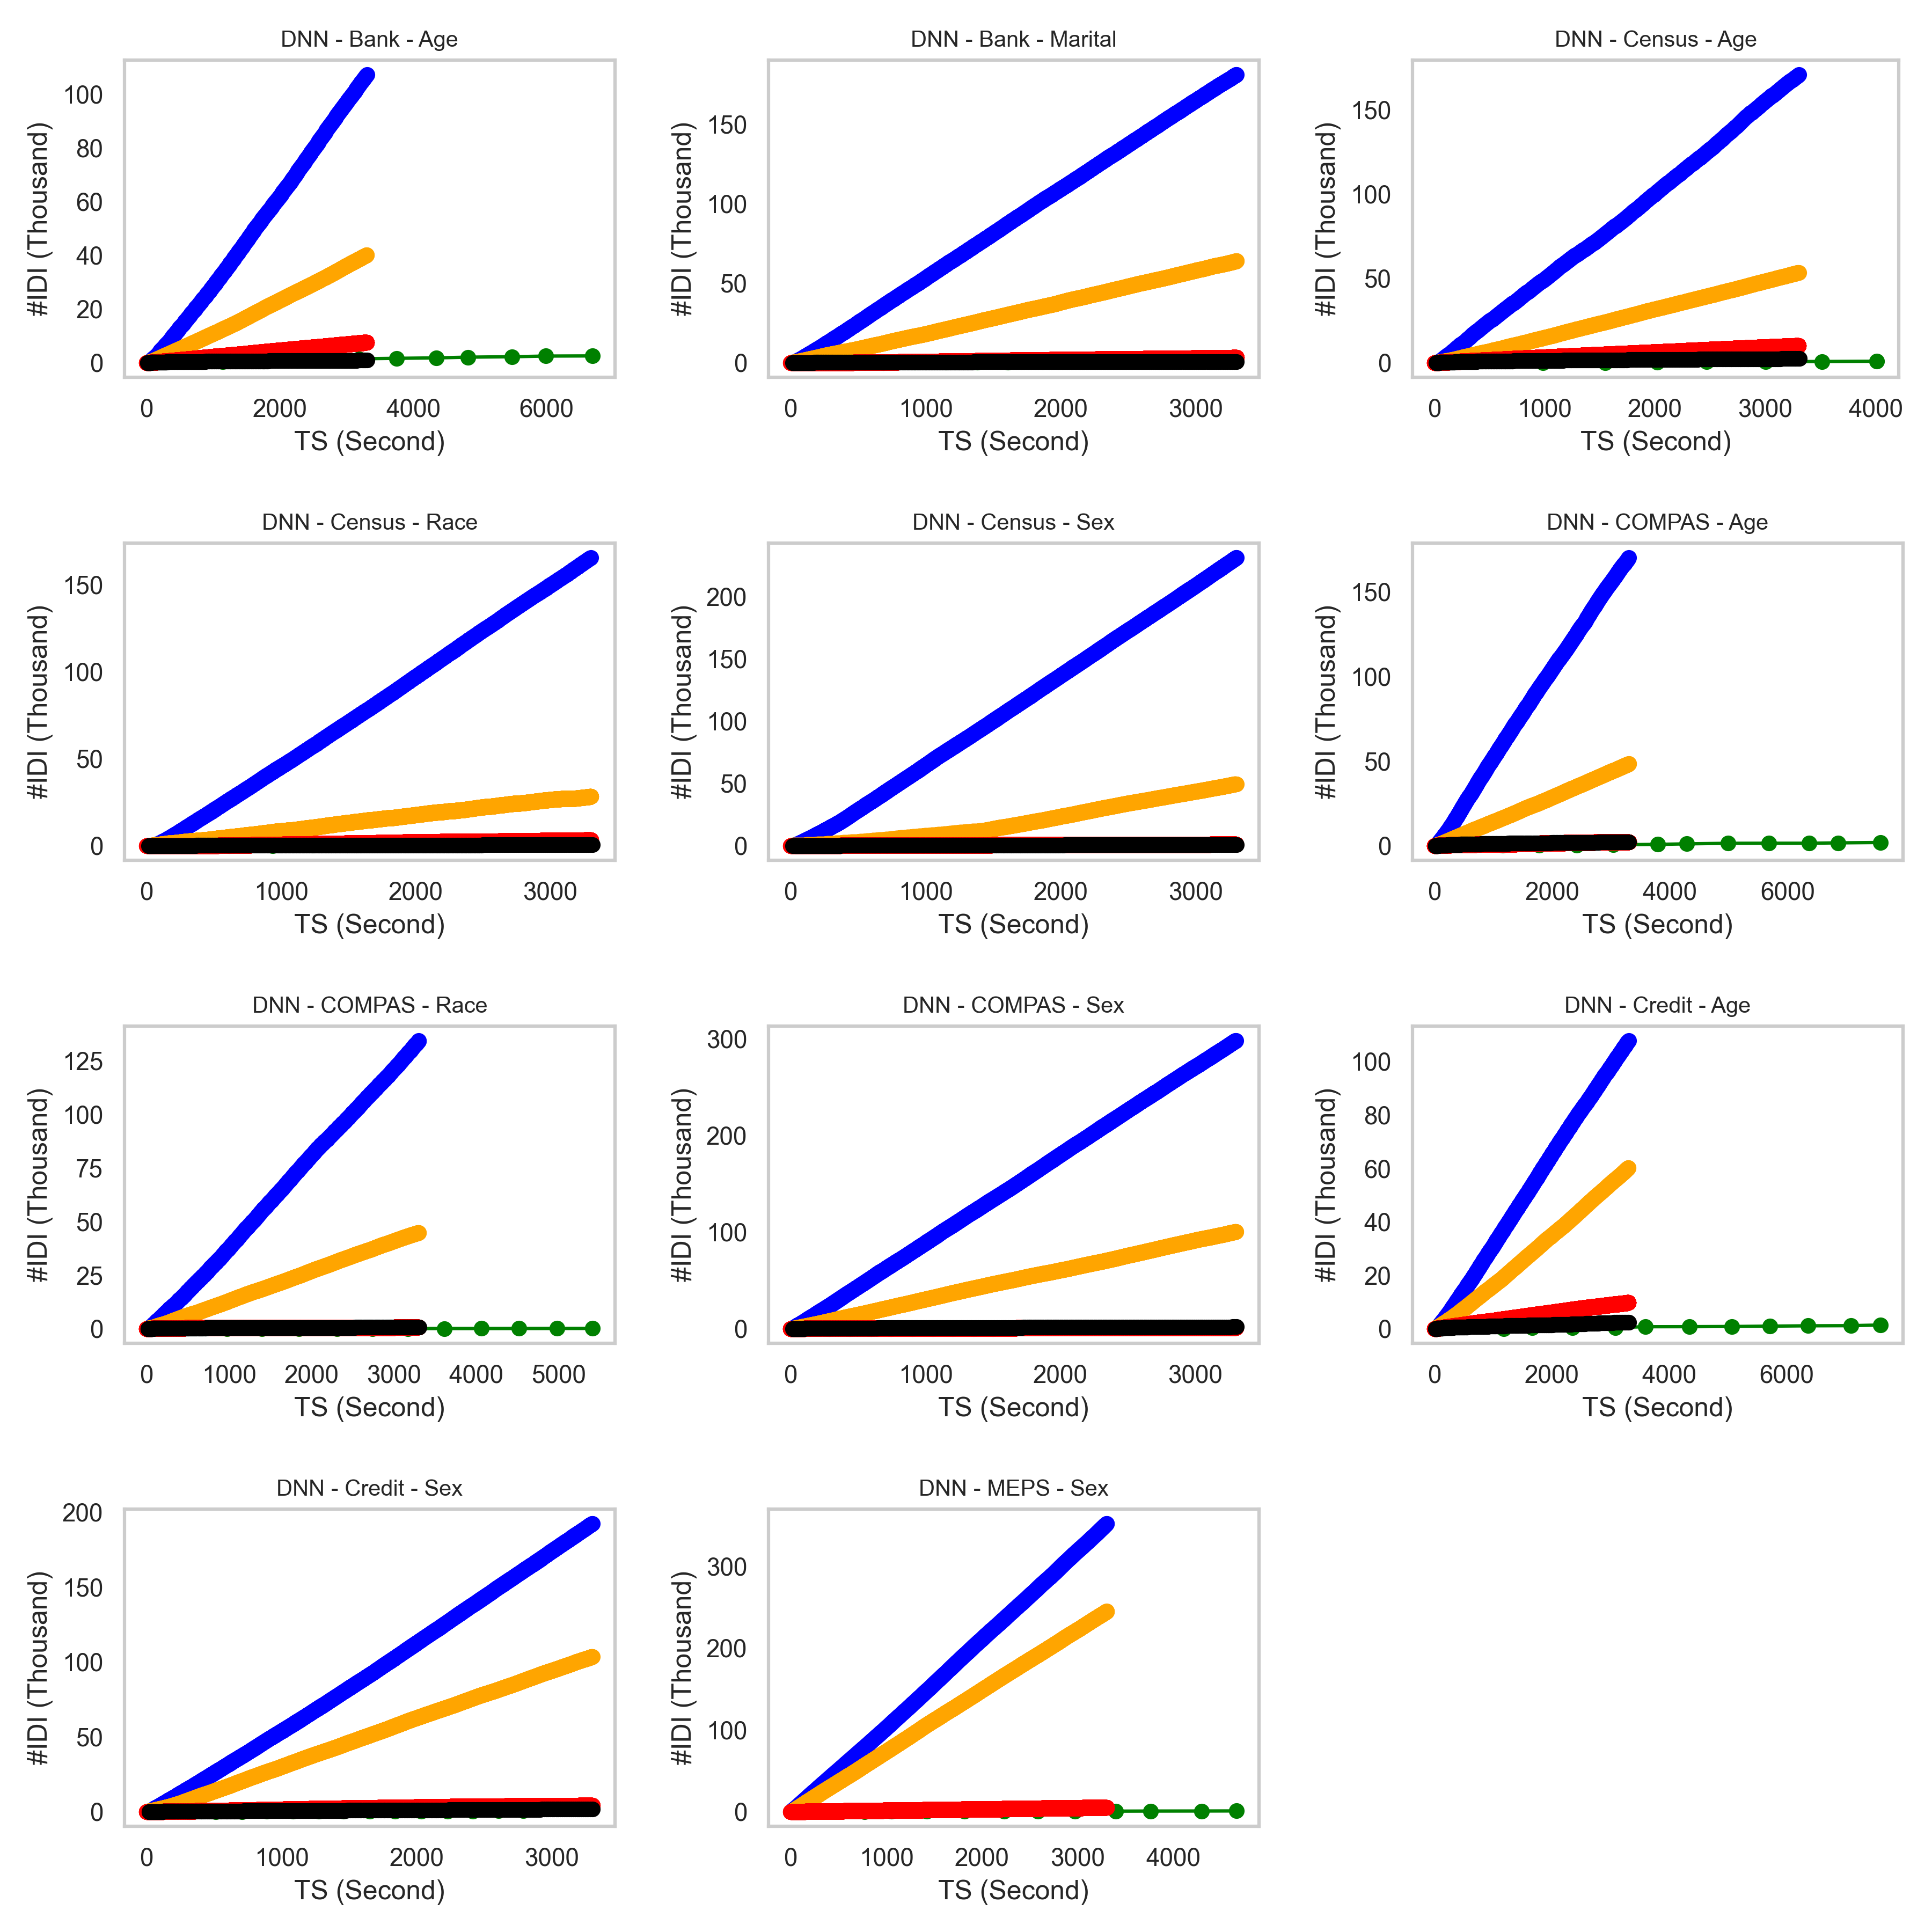 DNN - Bank - Age
#IDI (Thousand)
100
80
60
40
20
0
0 2000 4000 6000
TS (Second)
DNN - Bank - Marital
#IDI (Thousand)
150
100
50
0
0 1000 2000 3000
TS (Second)
DNN - Census - Age
#IDI (Thousand)
150
100
50
0
0 1000 2000 3000 4000
TS (Second)
DNN - Census - Race
#IDI (Thousand)
150
100
50
0
0 1000 2000 3000
TS (Second)
DNN - Census - Sex
#IDI (Thousand)
200
150
100
50
0
0 1000 2000 3000
TS (Second)
DNN - COMPAS - Age
#IDI (Thousand)
150
100
50
0
0 2000 4000 6000
TS (Second)
DNN - COMPAS - Race
#IDI (Thousand)
125
100
75
50
25
0
0 1000 2000 3000 4000 5000
TS (Second)
DNN - COMPAS - Sex
#IDI (Thousand)
300
200
100
0
0 1000 2000 3000
TS (Second)
DNN - Credit - Age
#IDI (Thousand)
100
80
60
40
20
0
0 2000 4000 6000
TS (Second)
DNN - Credit - Sex
#IDI (Thousand)
200
150
100
50
0
0 1000 2000 3000
TS (Second)
DNN - MEPS - Sex
#IDI (Thousand)
300
200
100
0
0 1000 2000 3000 4000
TS (Second)